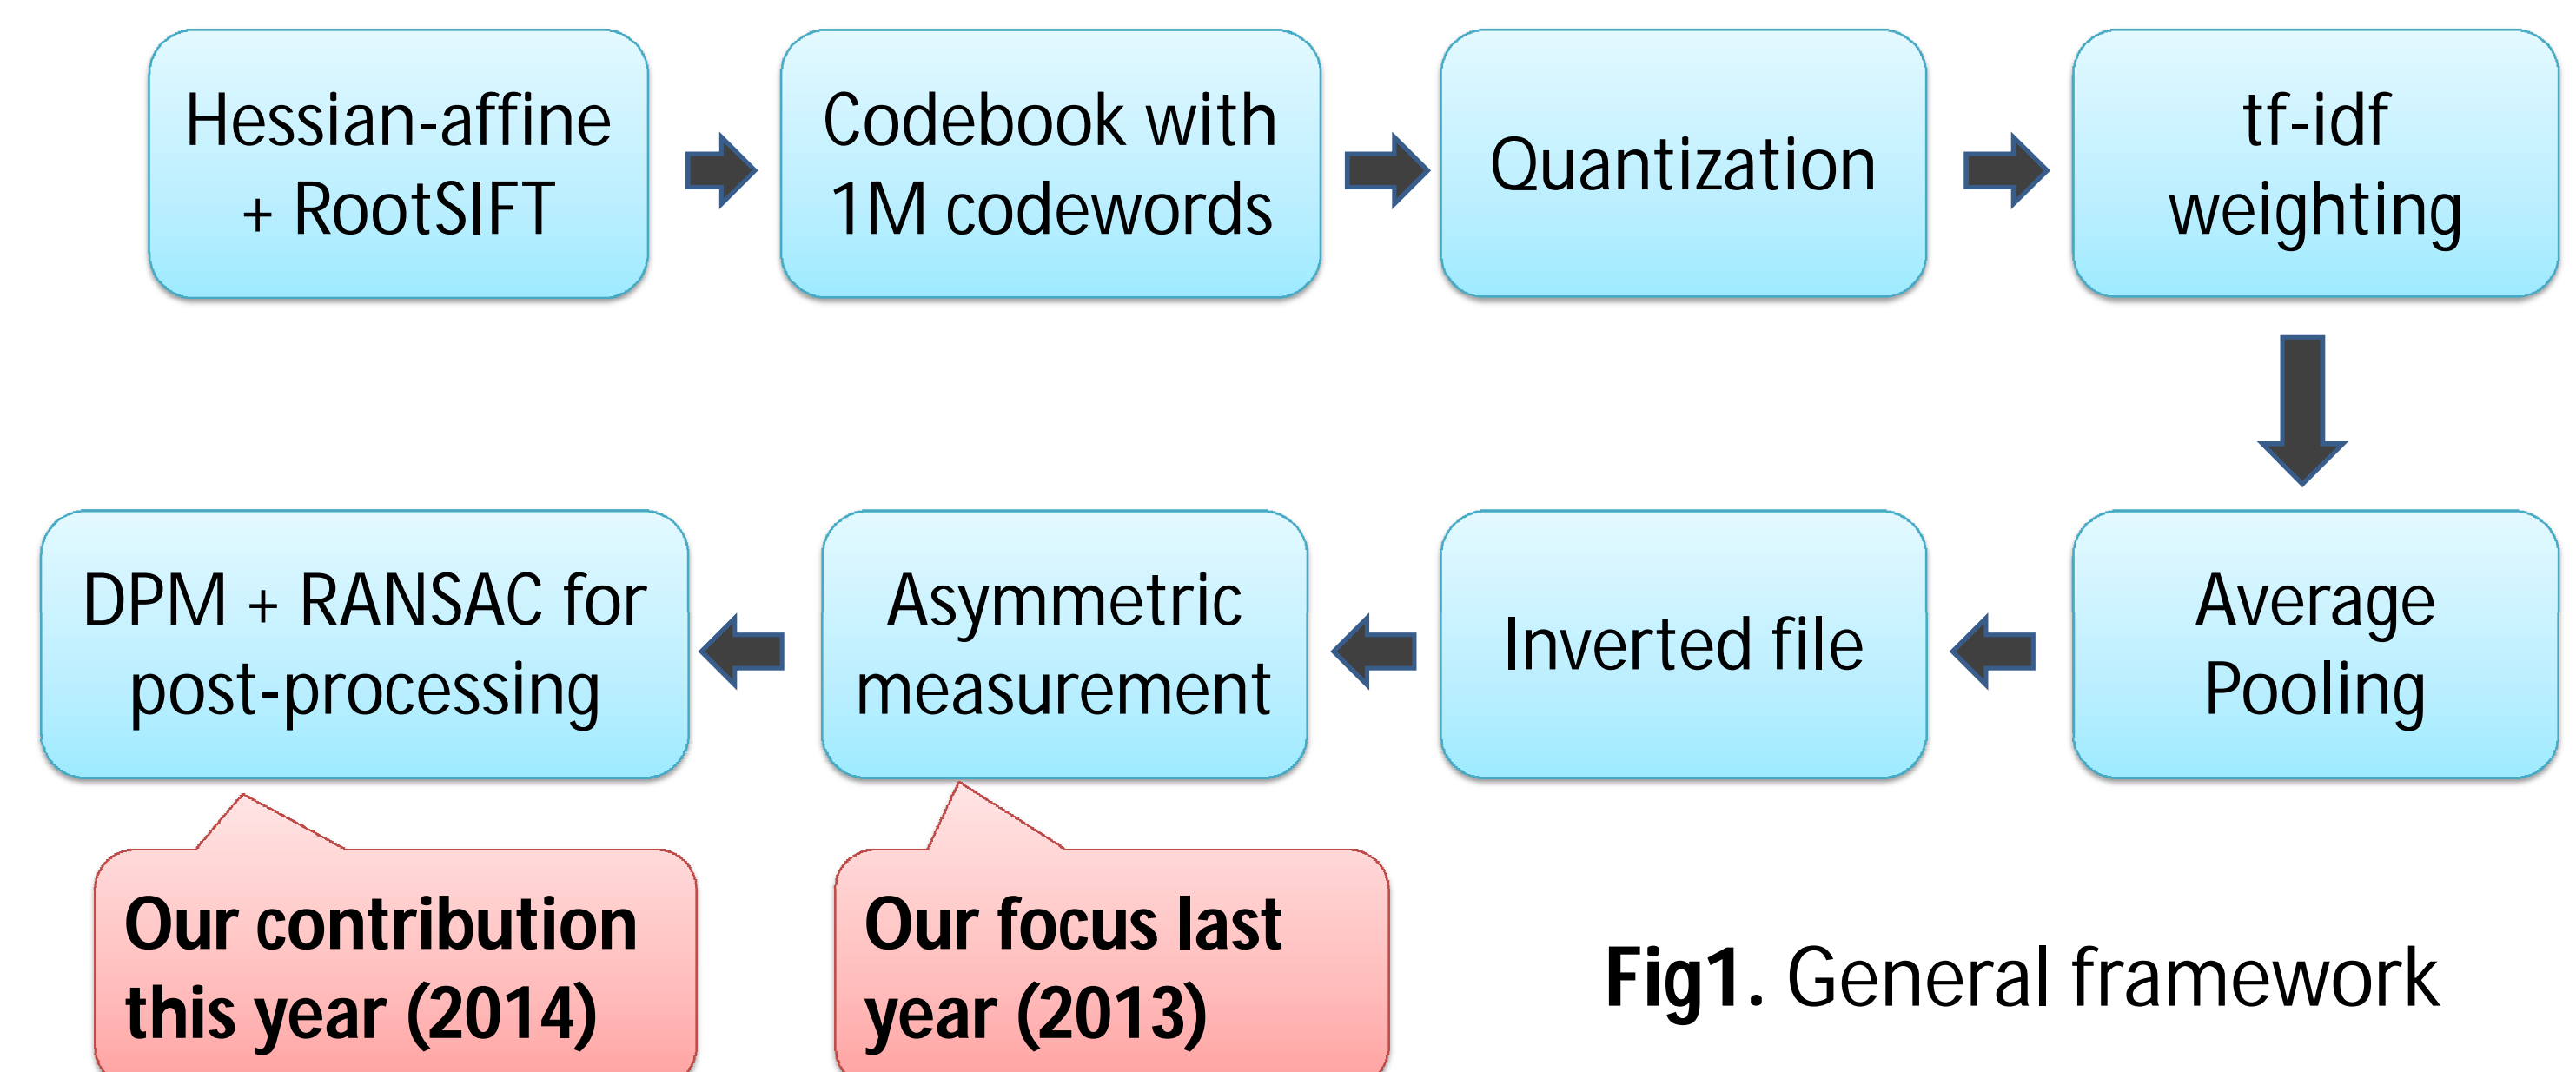 Hessian-affine
+ RootSIFT
Codebook with
1M codewords
Quantization
tf-idf
weighting
DPM + RANSAC for
post-processing
Asymmetric
measurement
Inverted file
Average
Pooling
Our contribution
this year (2014)
Our focus last
year (2013)
Fig1. General framework